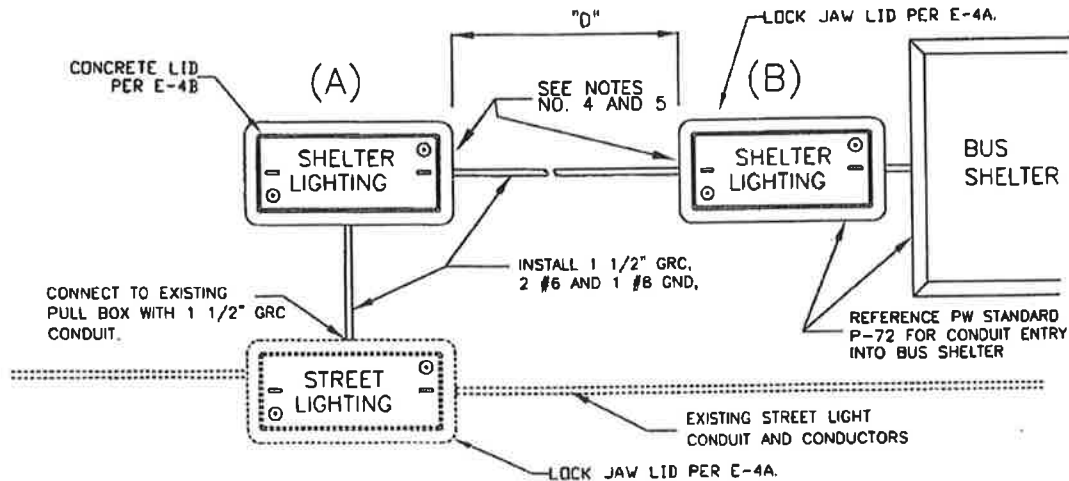 "D"
LOCK JAW LID PER E-4A.
CONCRETE LID
PER E-4B
(A)
SEE NOTES
NO. 4 AND 5
(B)
SHELTER
LIGHTING
SHELTER
LIGHTING
BUS
SHELTER
INSTALL 1 1/2" GRC,
2 #6 AND 1 #8 GND,
CONNECT TO EXISTING
PULL BOX WITH 1 1/2" GRC
CONDUIT.
REFERENCE PW STANDARD
P-72 FOR CONDUIT ENTRY
INTO BUS SHELTER
STREET
LIGHTING
EXISTING STREET LIGHT
CONDUIT AND CONDUCTORS
LOCK JAW LID PER E-4A.